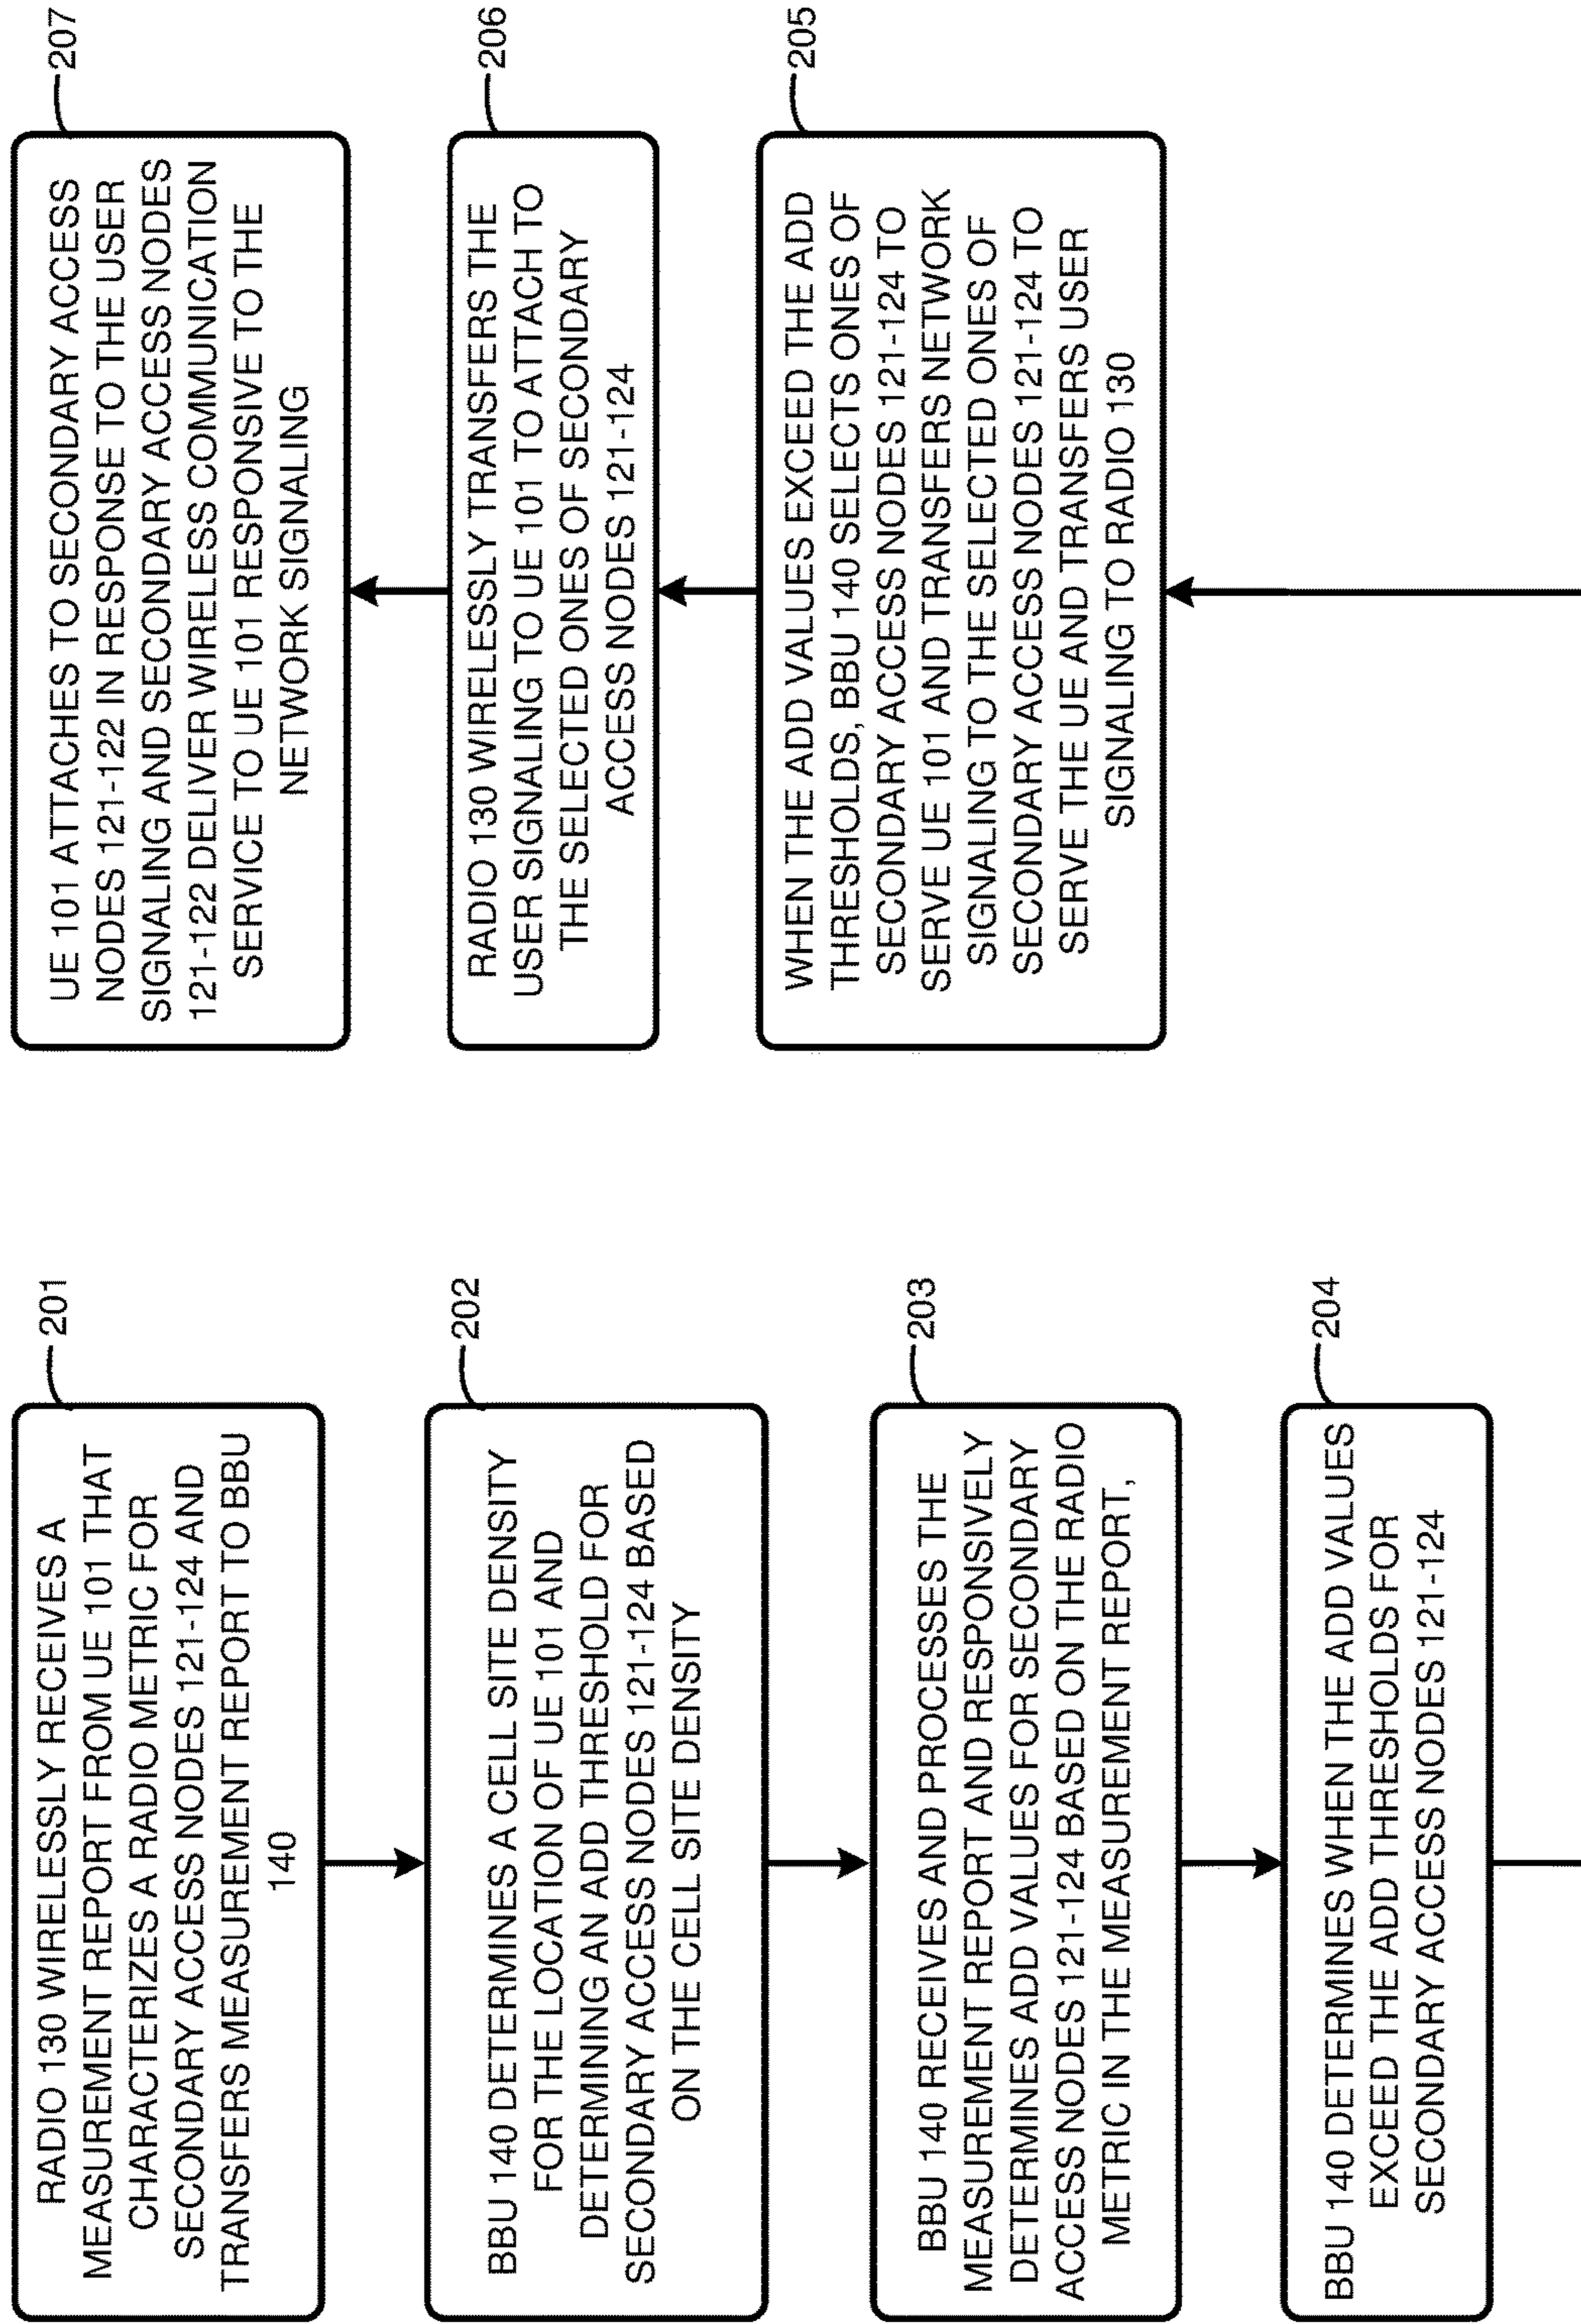 201
RADIO 130 WIRELESSLY RECEIVES A
MEASUREMENT REPORT FROM UE 101 THAT
CHARACTERIZES A RADIO METRIC FOR
SECONDARY ACCESS NODES 121-124 AND
TRANSFERS MEASUREMENT REPORT TO BBU
140
202
BBU 140 DETERMINES A CELL SITE DENSITY
FOR THE LOCATION OF UE 101 AND
DETERMINING AN ADD THRESHOLD FOR
SECONDARY ACCESS NODES 121-124 BASED
ON THE CELL SITE DENSITY
203
BBU 140 RECEIVES AND PROCESSES THE
MEASUREMENT REPORT AND RESPONSIVELY
DETERMINES ADD VALUES FOR SECONDARY
ACCESS NODES 121-124 BASED ON THE RADIO
METRIC IN THE MEASUREMENT REPORT,
204
BBU 140 DETERMINES WHEN THE ADD VALUES
EXCEED THE ADD THRESHOLDS FOR
SECONDARY ACCESS NODES 121-124
205
WHEN THE ADD VALUES EXCEED THE ADD
THRESHOLDS, BBU 140 SELECTS ONES OF
SECONDARY ACCESS NODES 121-124 TO
SERVE UE 101 AND TRANSFERS NETWORK
SIGNALING TO THE SELECTED ONES OF
SECONDARY ACCESS NODES 121-124 TO
SERVE THE UE AND TRANSFERS USER
SIGNALING TO RADIO 130
206
RADIO 130 WIRELESSLY TRANSFERS THE
USER SIGNALING TO UE 101 TO ATTACH TO
THE SELECTED ONES OF SECONDARY
ACCESS NODES 121-124
207
UE 101 ATTACHES TO SECONDARY ACCESS
NODES 121-122 IN RESPONSE TO THE USER
SIGNALING AND SECONDARY ACCESS NODES
121-122 DELIVER WIRELESS COMMUNICATION
SERVICE TO UE 101 RESPONSIVE TO THE
NETWORK SIGNALING